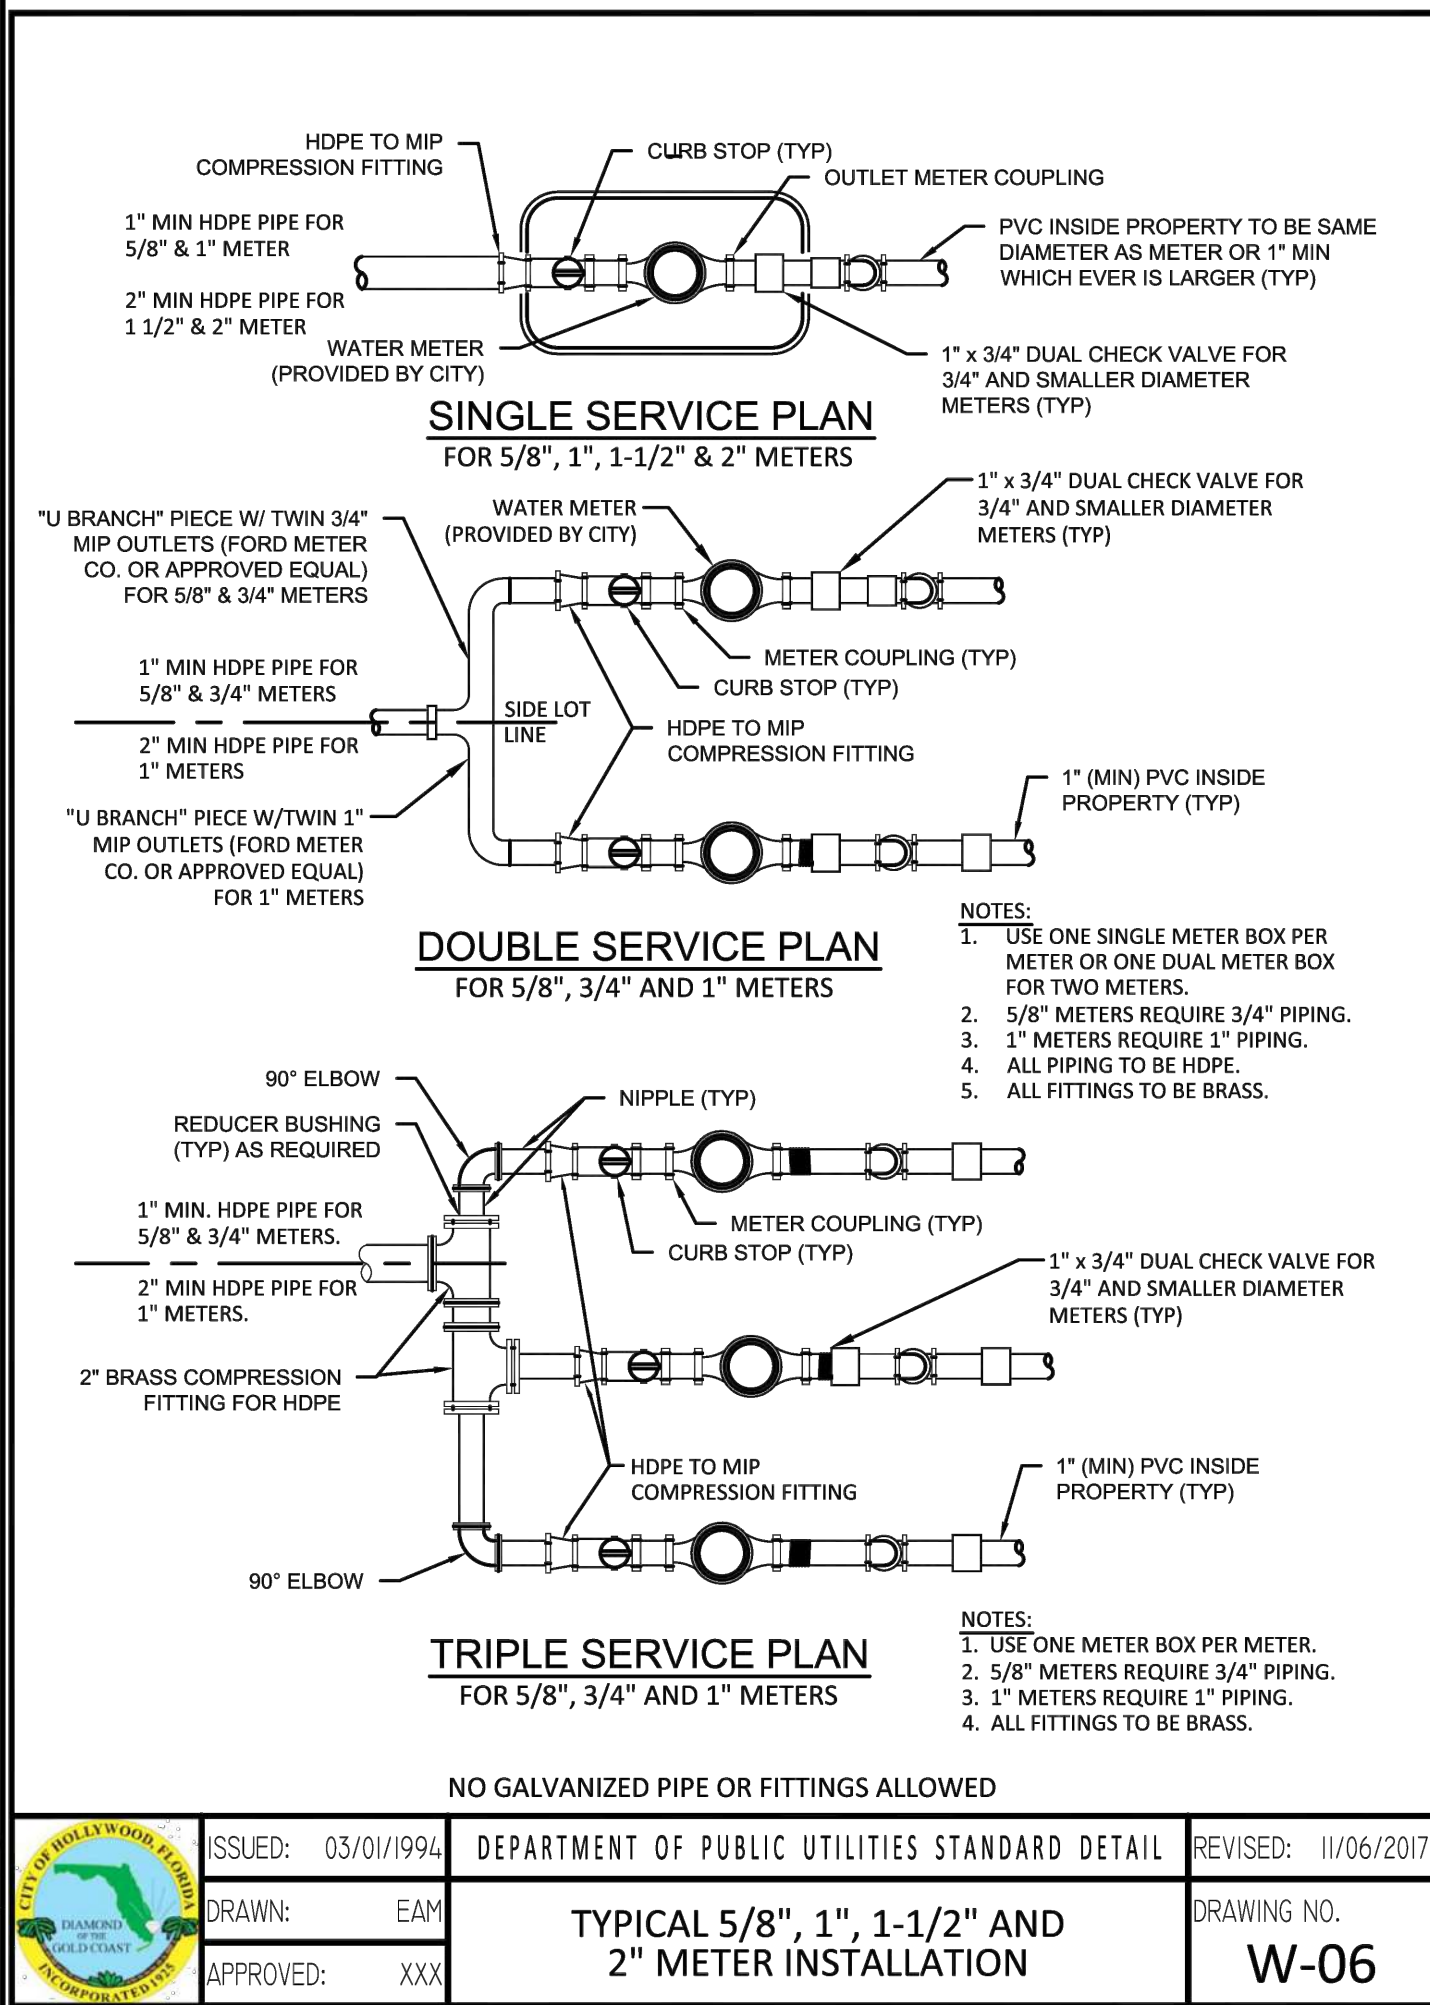 HDPE TO MIP
COMPRESSION FITTING
CURB STOP (TYP)
OUTLET METER COUPLING
1" MIN HDPE PIPE FOR
5/8" & 1" METER
PVC INSIDE PROPERTY TO BE SAME
DIAMETER AS METER OR 1" MIN
WHICH EVER IS LARGER (TYP)
2" MIN HDPE PIPE FOR
1 1/2" & 2" METER
WATER METER
(PROVIDED BY CITY)
1" x 3/4" DUAL CHECK VALVE FOR
3/4" AND SMALLER DIAMETER
METERS (TYP)
SINGLE SERVICE PLAN
FOR 5/8", 1", 1-1/2" & 2" METERS
"U BRANCH" PIECE W/ TWIN 3/4"
MIP OUTLETS (FORD METER
CO. OR APPROVED EQUAL)
FOR 5/8" & 3/4" METERS
WATER METER
(PROVIDED BY CITY)
1" x 3/4" DUAL CHECK VALVE FOR
3/4" AND SMALLER DIAMETER
METERS (TYP)
1" MIN HDPE PIPE FOR
5/8" & 3/4" METERS
METER COUPLING (TYP)
CURB STOP (TYP)
SIDE LOT
LINE
2" MIN HDPE PIPE FOR
1" METERS
HDPE TO MIP
COMPRESSION FITTING
"U BRANCH" PIECE W/TWIN 1"
MIP OUTLETS (FORD METER
CO. OR APPROVED EQUAL)
FOR 1" METERS
1" (MIN) PVC INSIDE
PROPERTY (TYP)
DOUBLE SERVICE PLAN
FOR 5/8", 3/4" AND 1" METERS
NOTES:
1. USE ONE SINGLE METER BOX PER
METER OR ONE DUAL METER BOX
FOR TWO METERS.
2. 5/8" METERS REQUIRE 3/4" PIPING.
3. 1" METERS REQUIRE 1" PIPING.
4. ALL PIPING TO BE HDPE.
5. ALL FITTINGS TO BE BRASS.
90° ELBOW
NIPPLE (TYP)
REDUCER BUSHING
(TYP) AS REQUIRED
1" MIN. HDPE PIPE FOR
5/8" & 3/4" METERS.
METER COUPLING (TYP)
CURB STOP (TYP)
2" MIN HDPE PIPE FOR
1" METERS.
1" x 3/4" DUAL CHECK VALVE FOR
3/4" AND SMALLER DIAMETER
METERS (TYP)
2" BRASS COMPRESSION
FITTING FOR HDPE
HDPE TO MIP
COMPRESSION FITTING
1" (MIN) PVC INSIDE
PROPERTY (TYP)
90° ELBOW
TRIPLE SERVICE PLAN
FOR 5/8", 3/4" AND 1" METERS
NOTES:
1. USE ONE METER BOX PER METER.
2. 5/8" METERS REQUIRE 3/4" PIPING.
3. 1" METERS REQUIRE 1" PIPING.
4. ALL FITTINGS TO BE BRASS.
NO GALVANIZED PIPE OR FITTINGS ALLOWED
CITY OF HOLLYWOOD, FLORIDA
DIAMOND
OF THE
GOLD COAST
INCORPORATED 1925
ISSUED: 03/01/1994
DRAWN: EAM
APPROVED: XXX
DEPARTMENT OF PUBLIC UTILITIES STANDARD DETAIL
TYPICAL 5/8", 1", 1-1/2" AND
2" METER INSTALLATION
REVISED: 11/06/2017
DRAWING NO.
W-06